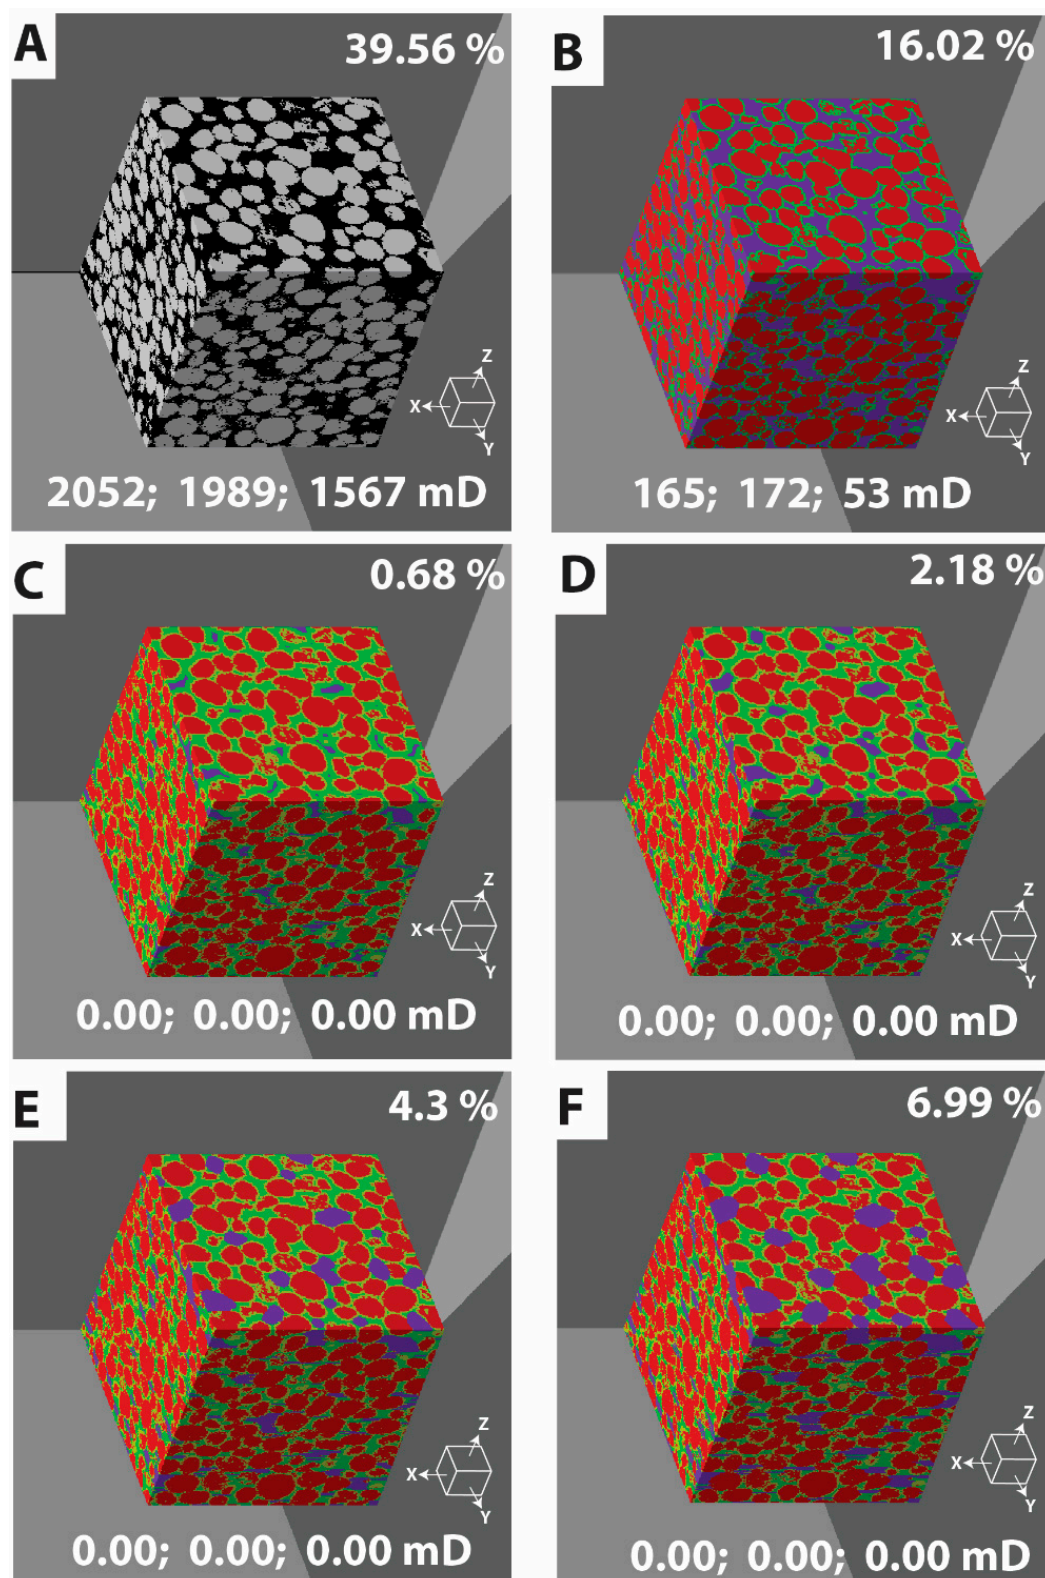 A
39.56 %
Z
X
Y
2052; 1989; 1567 mD
B
16.02 %
Z
X
Y
165; 172; 53 mD
C
0.68 %
Z
X
Y
0.00; 0.00; 0.00 mD
D
2.18 %
Z
X
Y
0.00; 0.00; 0.00 mD
E
4.3 %
Z
X
Y
0.00; 0.00; 0.00 mD
F
6.99 %
Z
X
Y
0.00; 0.00; 0.00 mD